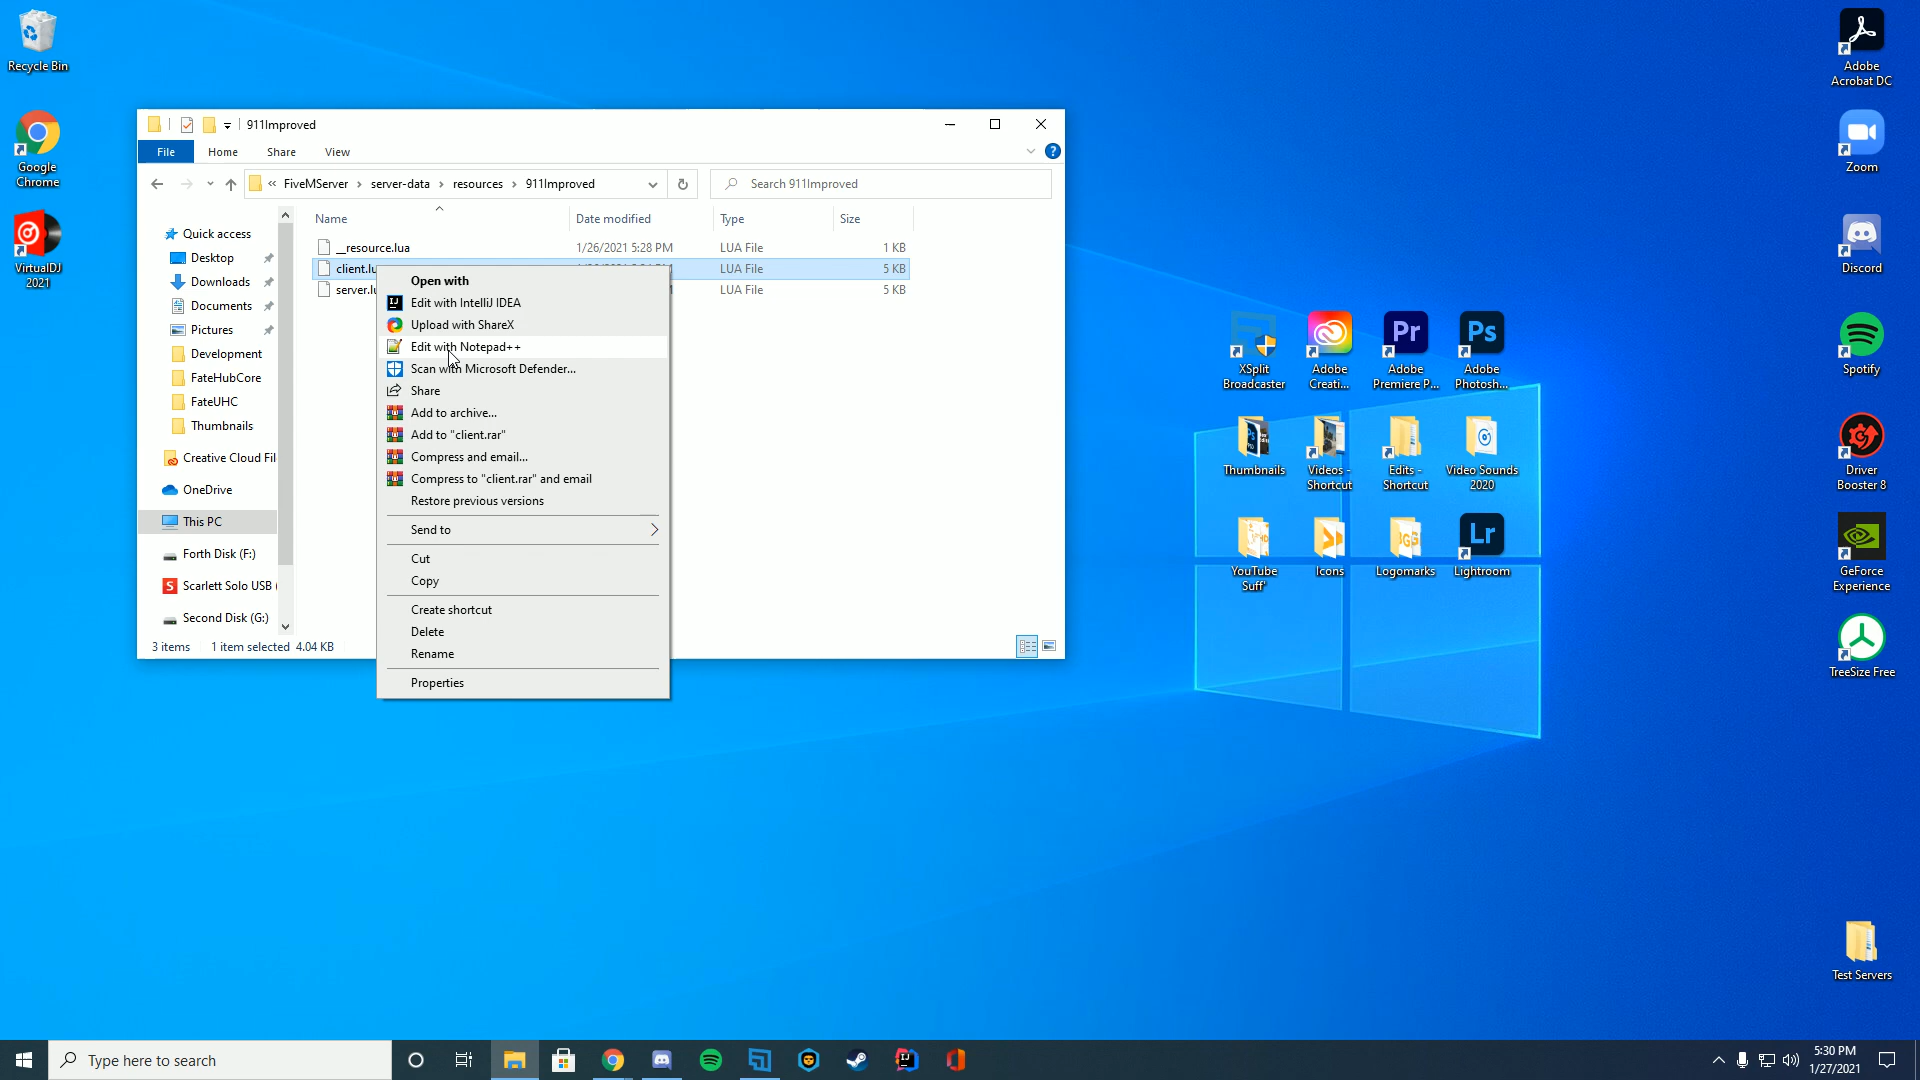 Recycle Bin
Google
Chrome
VirtualDJ
2021
911Improved
File
Home
Share
View
«
FiveMServer
server-data
resources
911Improved
Search 911Improved
Name
Date modified
Type
Size
__resource.lua
1/26/2021 5:28 PM
LUA File
1 KB
client.lu
LUA File
5 KB
server.lu
LUA File
5 KB
Quick access
Desktop
Downloads
Documents
Pictures
Development
FateHubCore
FateUHC
Thumbnails
Creative Cloud Fil
OneDrive
This PC
Forth Disk (F:)
Scarlett Solo USB
Second Disk (G:)
3 items
1 item selected 4.04 KB
Open with
Edit with IntelliJ IDEA
Upload with ShareX
Edit with Notepad++
Scan with Microsoft Defender...
Share
Add to archive...
Add to "client.rar"
Compress and email...
Compress to "client.rar" and email
Restore previous versions
Send to
Cut
Copy
Create shortcut
Delete
Rename
Properties
XSplit
Broadcaster
Adobe
Creati...
Pr
Adobe
Premiere P...
Ps
Adobe
Photosh...
Thumbnails
Videos -
Shortcut
Edits -
Shortcut
Video Sounds
2020
YouTube
Suff'
Icons
Logomarks
Lr
Lightroom
Adobe
Acrobat DC
Zoom
Discord
Spotify
Driver
Booster 8
GeForce
Experience
TreeSize Free
Test Servers
Type here to search
5:30 PM
1/27/2021